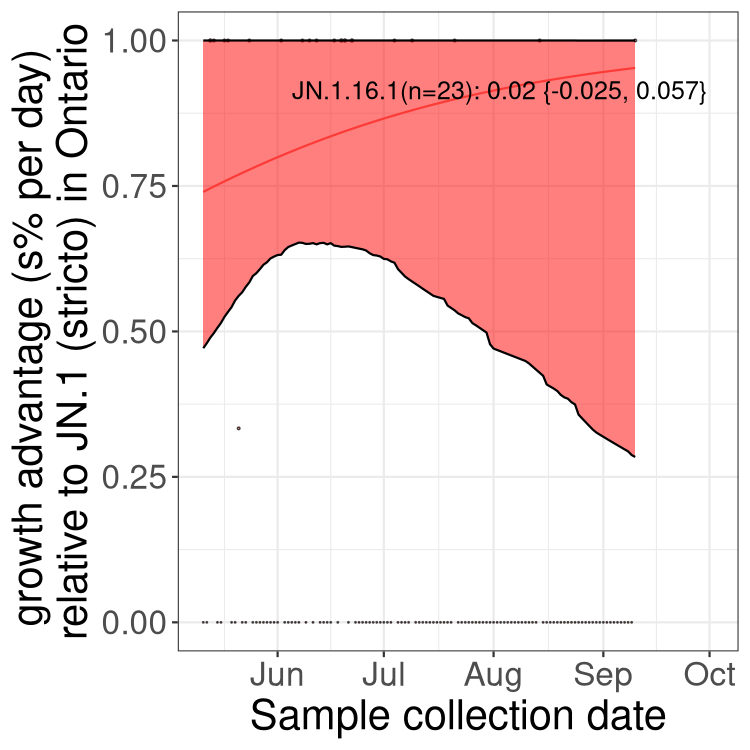 growth advantage (s% per day)
relative to JN.1 (stricto) in Ontario
1.00
0.75
0.50
0.25
0.00
JN.1.16.1(n=23): 0.02 {-0.025, 0.057}
Jun Jul Aug Sep Oct
Sample collection date